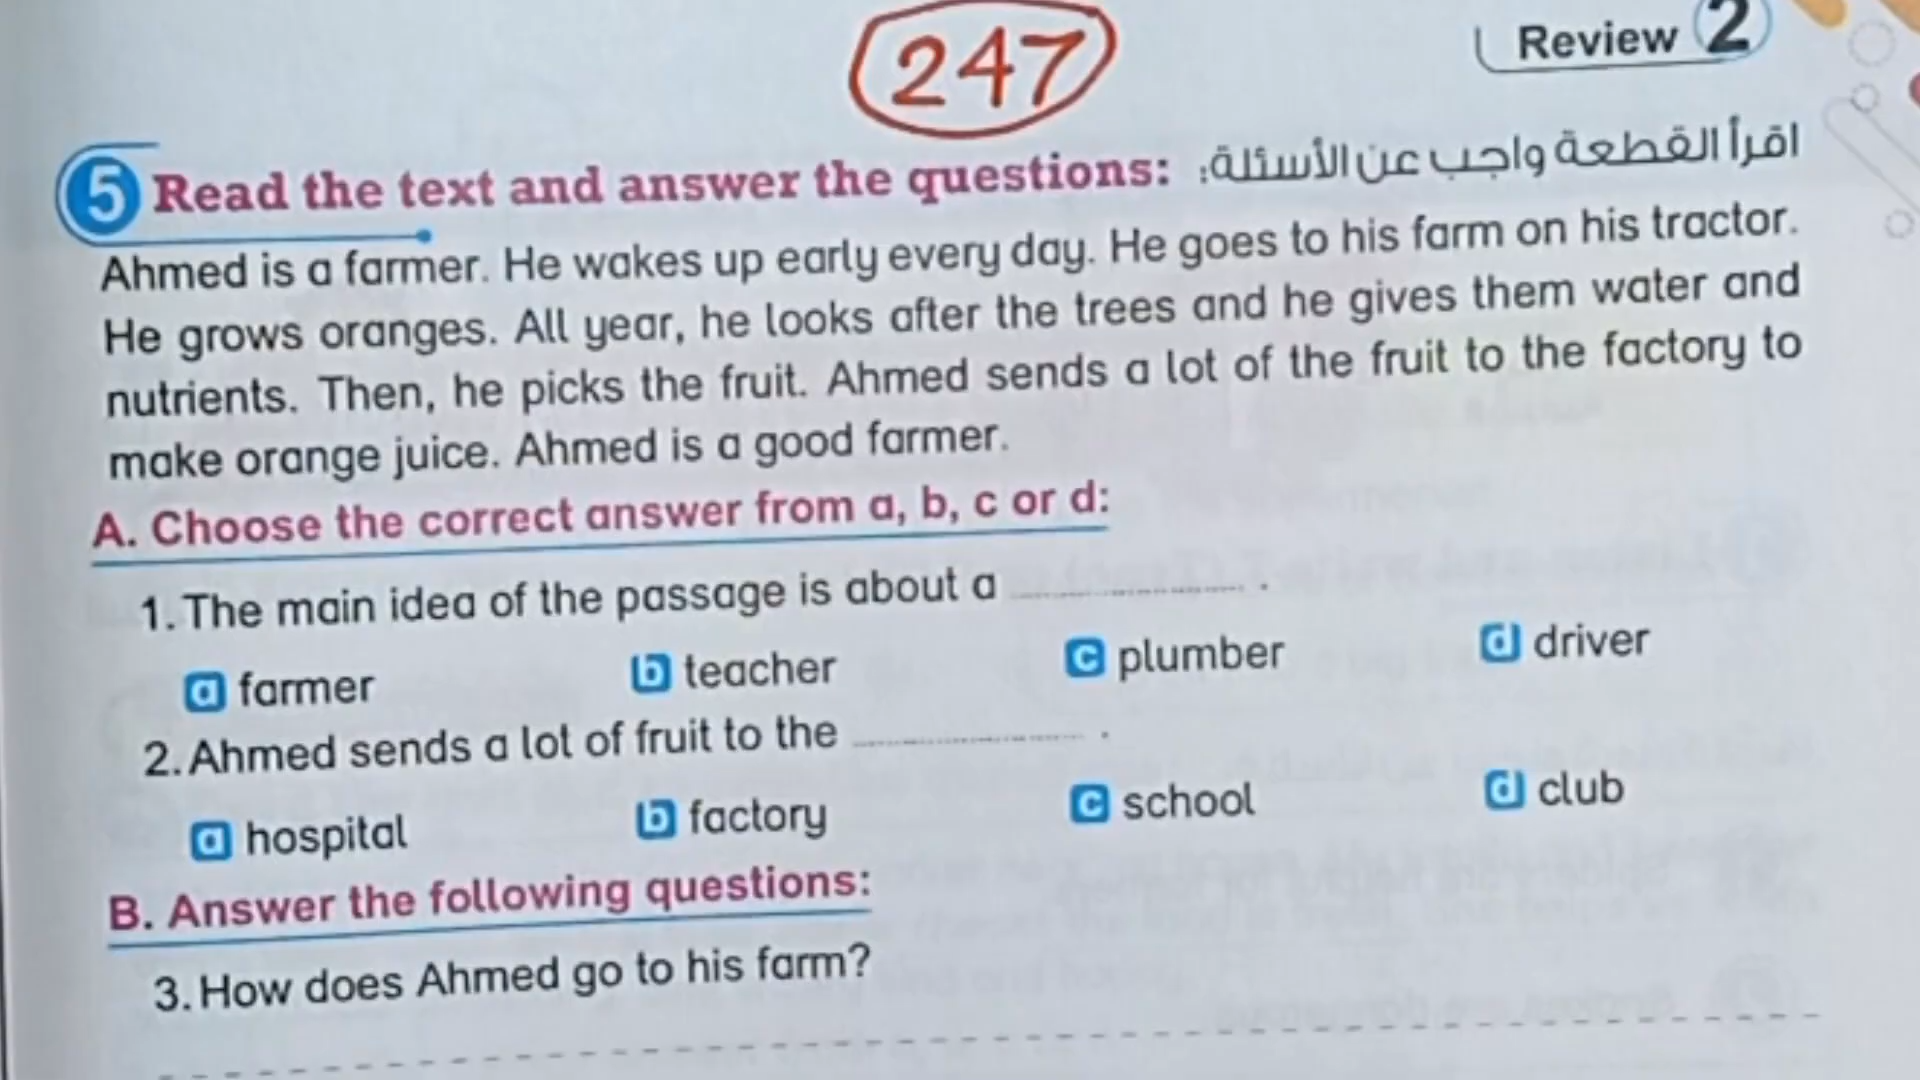 247
Review 2
5 Read the text and answer the questions: اقرأ القطعة واجب عن الأسئلة:
Ahmed is a farmer. He wakes up early every day. He goes to his farm on his tractor.
He grows oranges. All year, he looks after the trees and he gives them water and
nutrients. Then, he picks the fruit. Ahmed sends a lot of the fruit to the factory to
make orange juice. Ahmed is a good farmer.
A. Choose the correct answer from a, b, c or d:
1. The main idea of the passage is about a .................... .
a farmer b teacher c plumber d driver
2. Ahmed sends a lot of fruit to the .................... .
a hospital b factory c school d club
B. Answer the following questions:
3. How does Ahmed go to his farm?